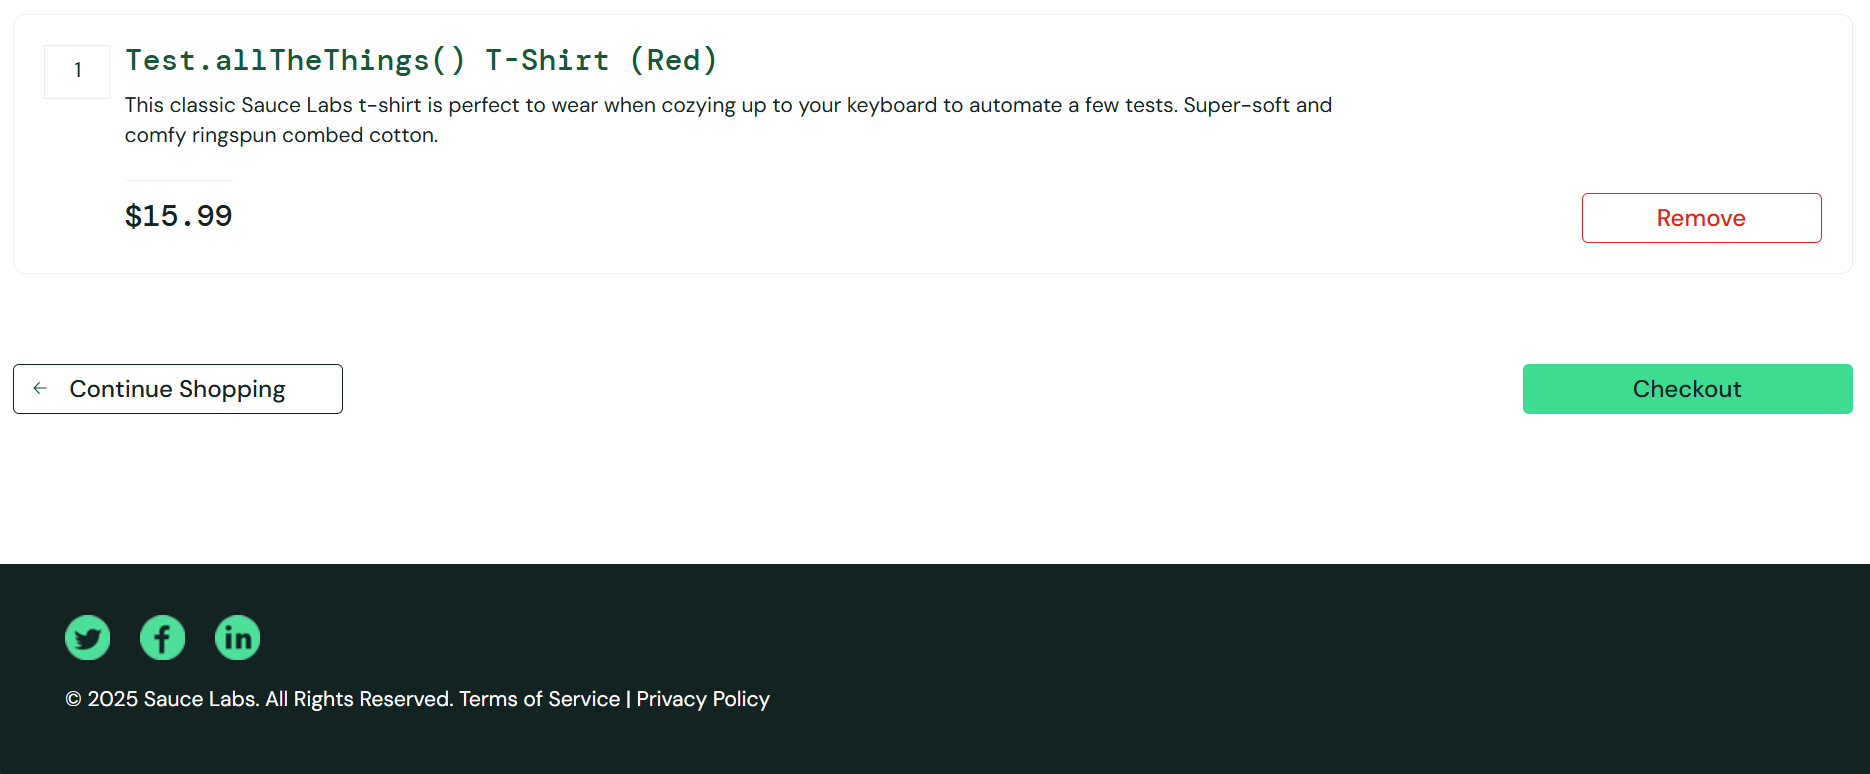 1
Test.allTheThings() T-Shirt (Red)
This classic Sauce Labs t-shirt is perfect to wear when cozying up to your keyboard to automate a few tests. Super-soft and
comfy ringspun combed cotton.
$15.99
Remove
Continue Shopping
Checkout
© 2025 Sauce Labs. All Rights Reserved. Terms of Service | Privacy Policy